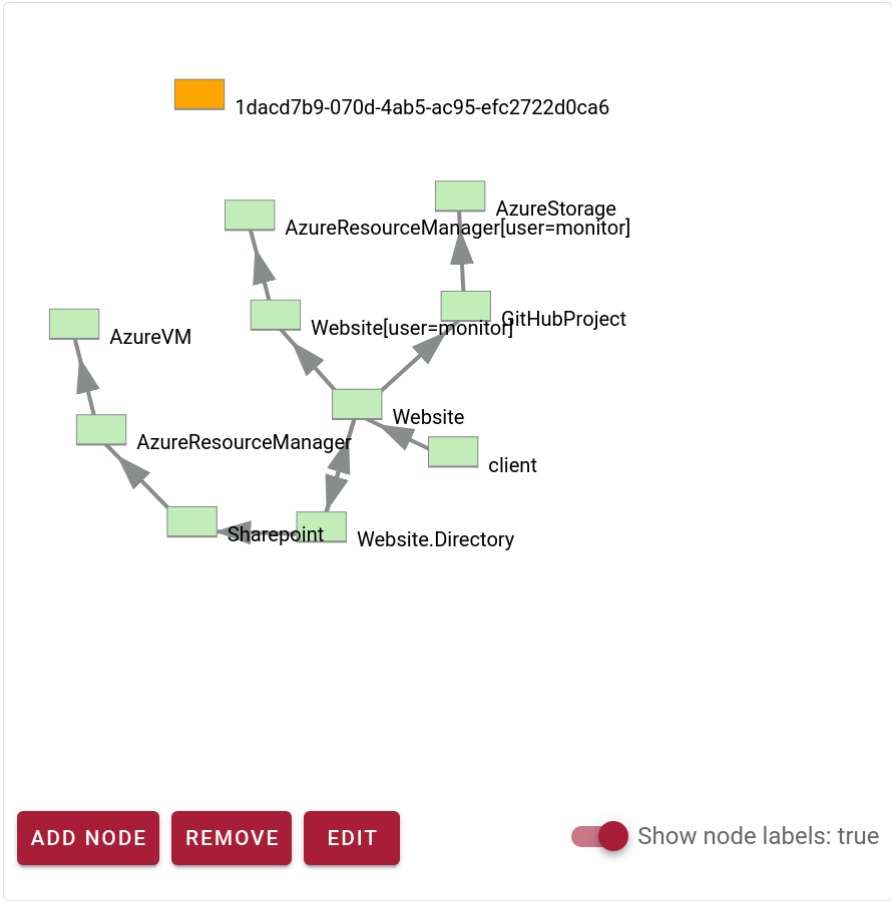 1dacd7b9-070d-4ab5-ac95-efc2722d0ca6
AzureStorage
AzureResourceManager[user=monitor]
GitHubProject
Website[user=monitor]
AzureVM
Website
AzureResourceManager
client
Sharepoint
Website.Directory
ADD NODE
REMOVE
EDIT
Show node labels: true